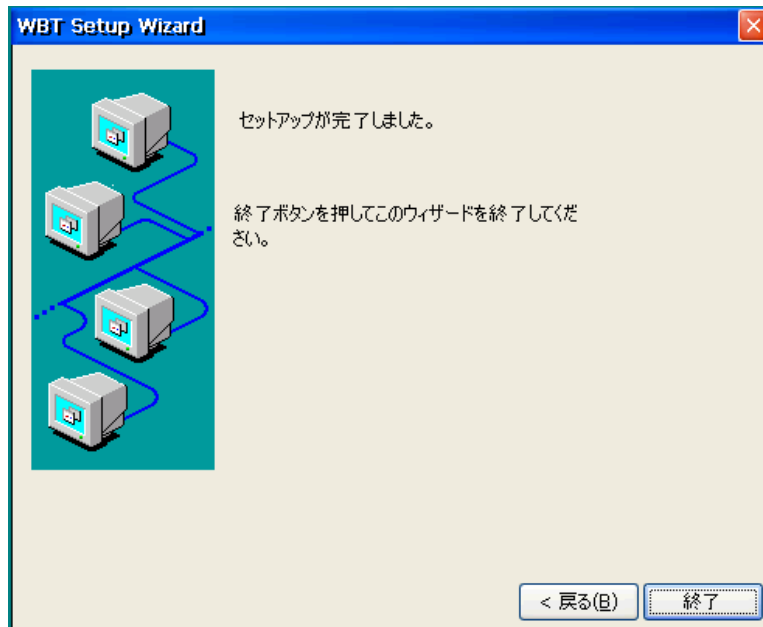 WBT Setup Wizard
セットアップが完了しました。
終了ボタンを押してこのウィザードを終了してくだ
さい。
< 戻る(B)
終了